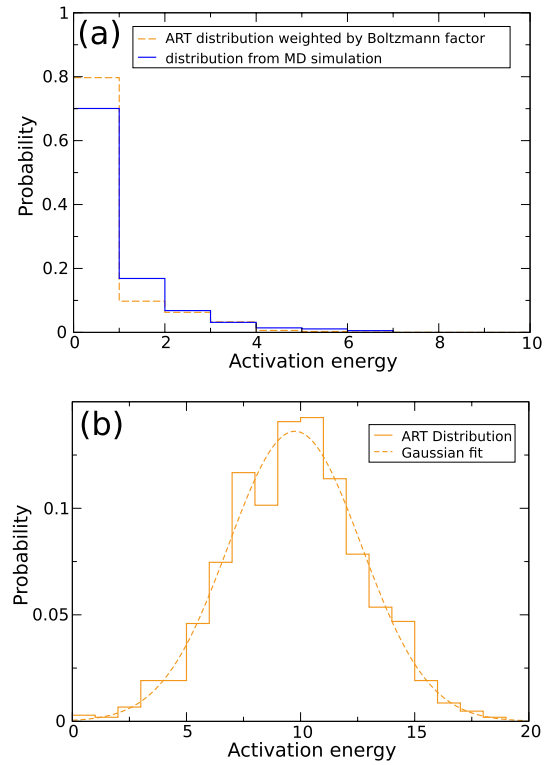 (a)
ART distribution weighted by Boltzmann factor
distribution from MD simulation
1
0.8
0.6
0.4
0.2
0
Probability
0 2 4 6 8 10
Activation energy
(b)
ART Distribution
Gaussian fit
0.1
0.05
0
Probability
0 5 10 15 20
Activation energy